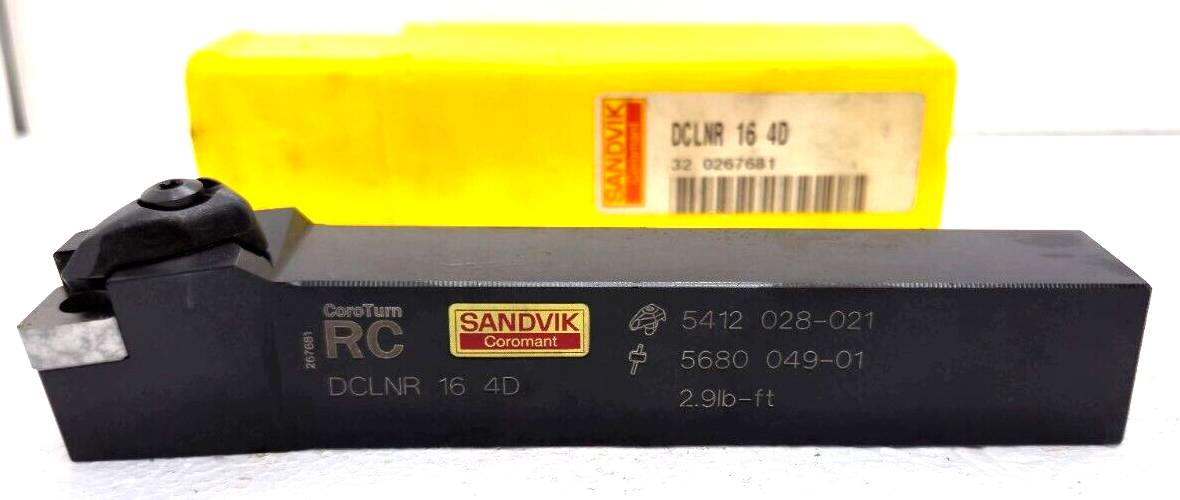 SANDVIK
Coromant
DCLNR 16 4D
32 0267681
CoroTurn
RC
267681
DCLNR 16 4D
SANDVIK
Coromant
5412 028-021
5680 049-01
2.9lb-ft